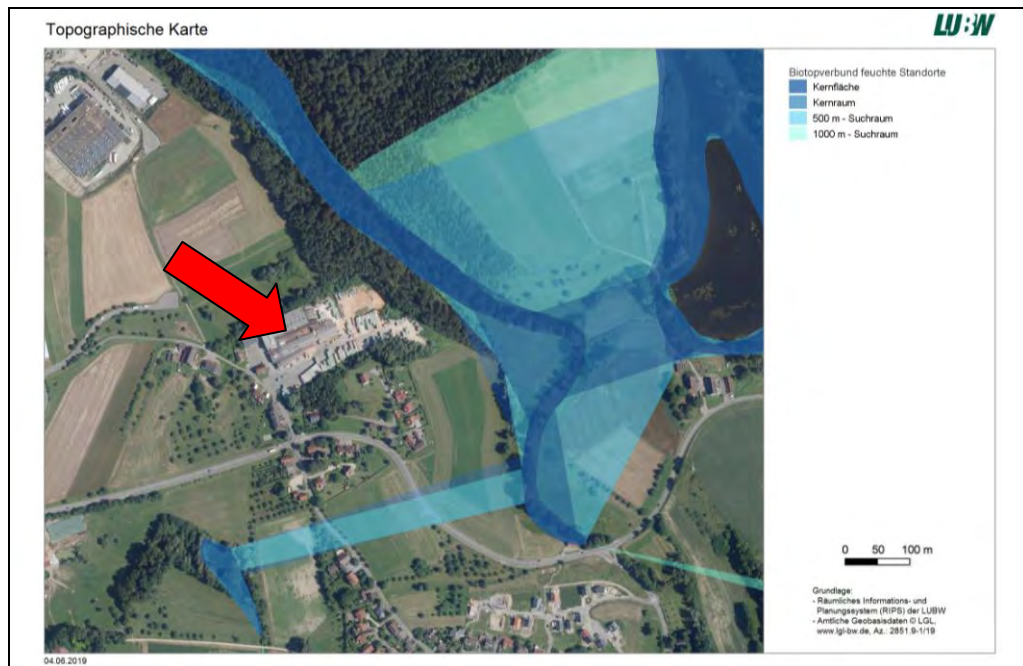 Topographische Karte
LUBW
Biotopverbund feuchte Standorte
Kernfläche
Kernraum
500 m - Suchraum
1000 m - Suchraum
0 50 100 m
Grundlage:
- Räumliches Informations- und
Planungssystem (RIPS) der LUBW
- Amtliche Geobasisdaten © LGL,
www.lgl-bw.de, Az.: 2851.9-1/19
04.06.2019